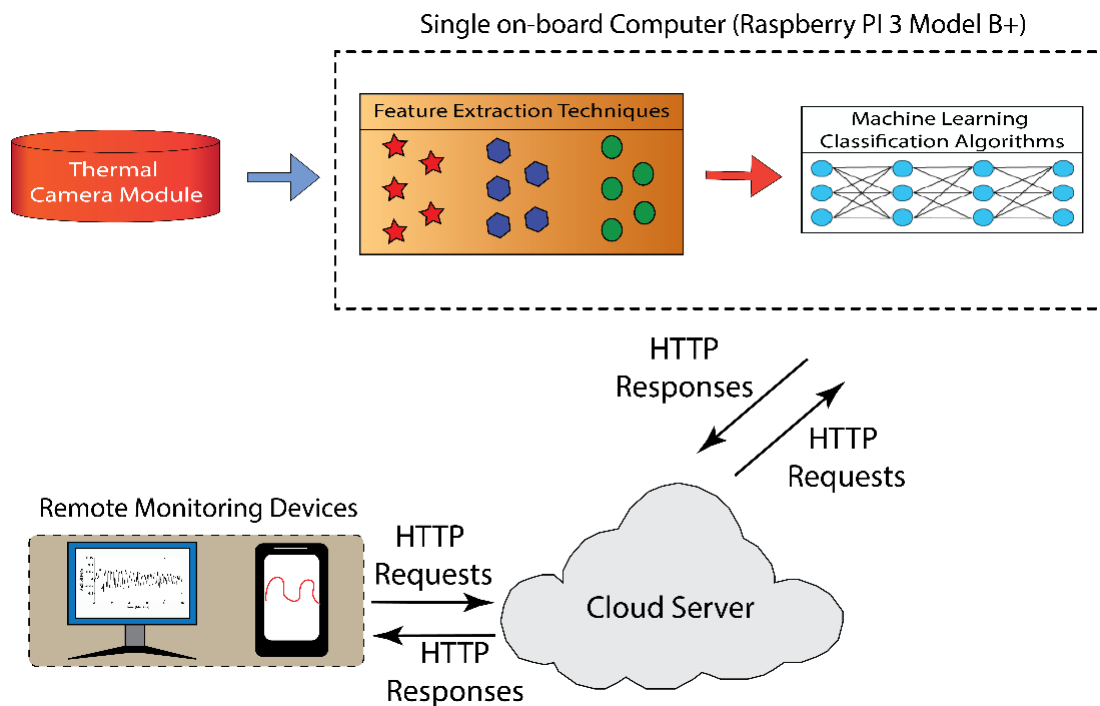 Single on-board Computer (Raspberry PI 3 Model B+)
Feature Extraction Techniques
Machine Learning
Classification Algorithms
Thermal
Camera Module
HTTP
Responses
HTTP
Requests
Remote Monitoring Devices
HTTP
Requests
Cloud Server
HTTP
Responses